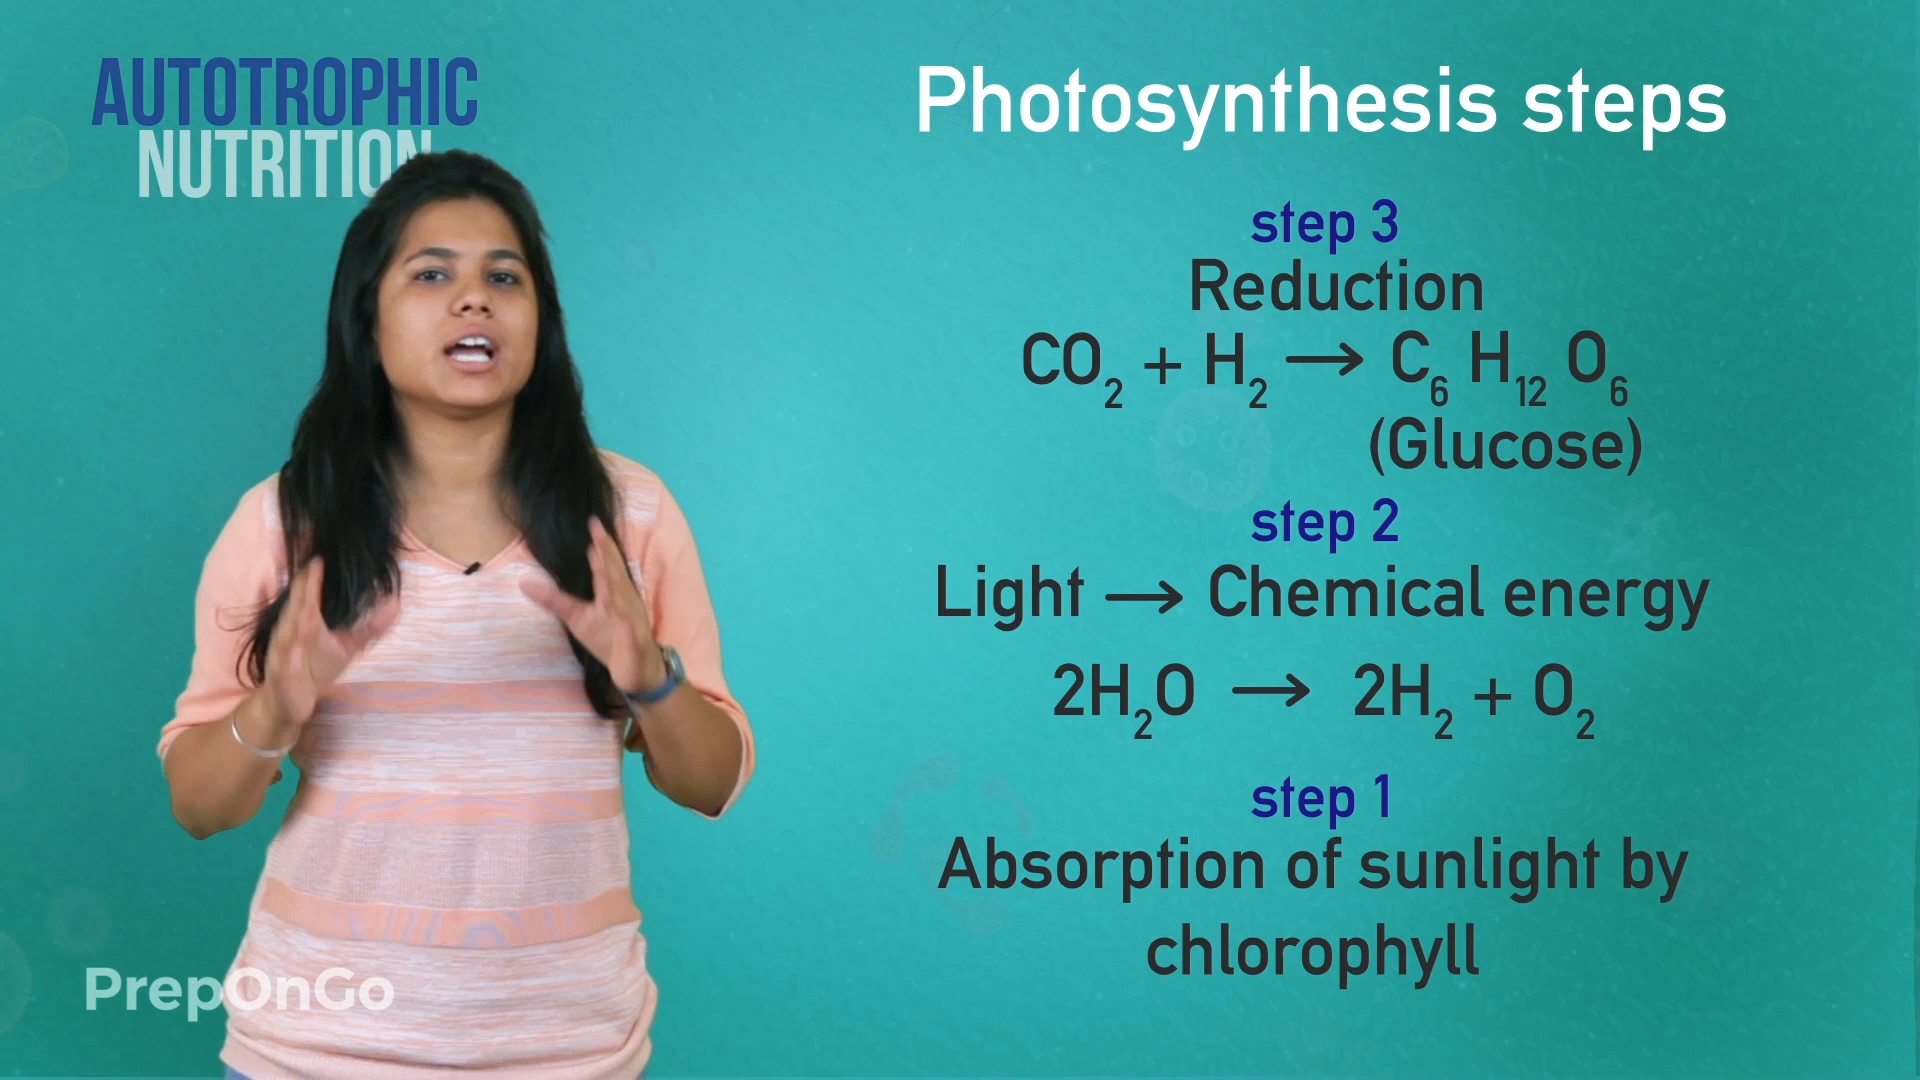 AUTOTROPHIC
NUTRITION
Photosynthesis steps
step 3
Reduction
CO₂ + H₂ → C₆ H₁₂ O₆
(Glucose)
step 2
Light → Chemical energy
2H₂O → 2H₂ + O₂
step 1
Absorption of sunlight by
chlorophyll
PrepOnGo